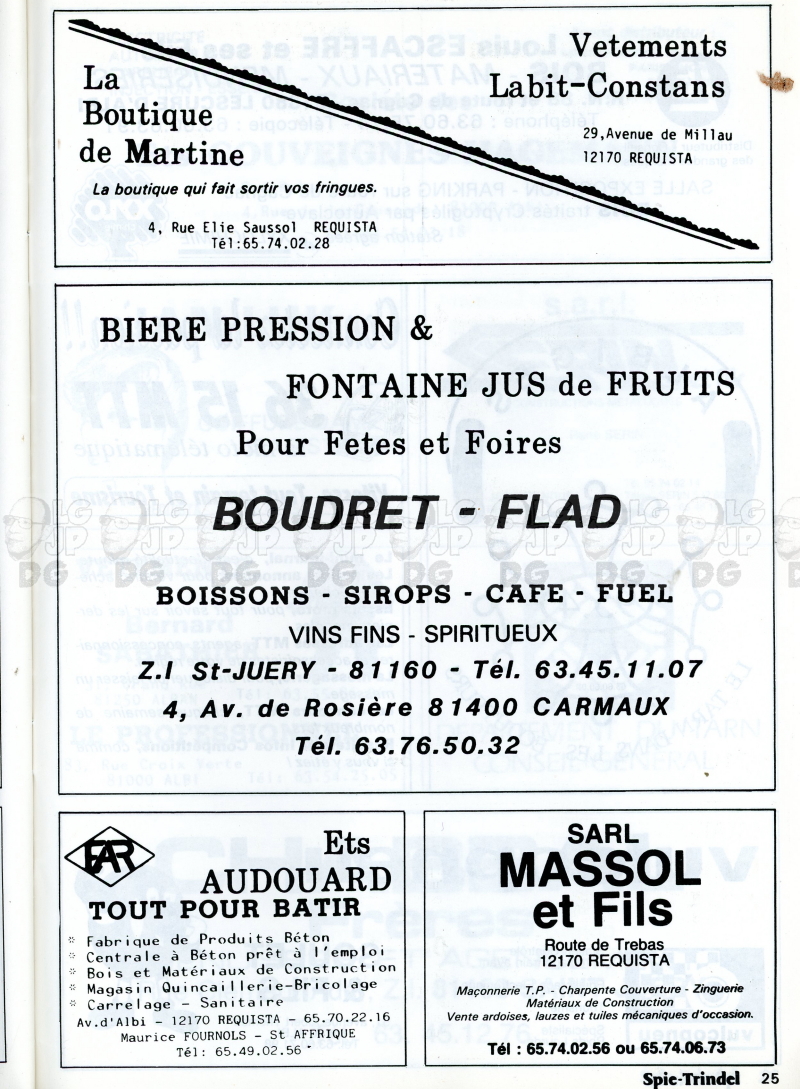 La
Boutique
de Martine
La boutique qui fait sortir vos fringues.
4, Rue Elie Saussol REQUISTA
Tél:65.74.02.28
Vetements
Labit-Constans
29,Avenue de Millau
12170 REQUISTA
BIERE PRESSION &
FONTAINE JUS de FRUITS
Pour Fetes et Foires
BOUDRET - FLAD
BOISSONS - SIROPS - CAFE - FUEL
VINS FINS - SPIRITUEUX
Z.I St-JUERY - 81160 - Tél. 63.45.11.07
4, Av. de Rosière 81400 CARMAUX
Tél. 63.76.50.32
FAR
Ets
AUDOUARD
TOUT POUR BATIR
* Fabrique de Produits Béton
* Centrale à Béton prêt à l'emploi
* Bois et Matériaux de Construction
* Magasin Quincaillerie-Bricolage
* Carrelage - Sanitaire
Av.d'Albi - 12170 REQUISTA - 65.70.22.16
Maurice FOURNOLS - St AFFRIQUE
Tél: 65.49.02.56
SARL
MASSOL
et Fils
Route de Trebas
12170 REQUISTA
Maçonnerie T.P. - Charpente Couverture - Zinguerie
Matériaux de Construction
Vente ardoises, lauzes et tuiles mécaniques d'occasion.
Tél : 65.74.02.56 ou 65.74.06.73
Spie-Trindel 25
LG
JP
DG